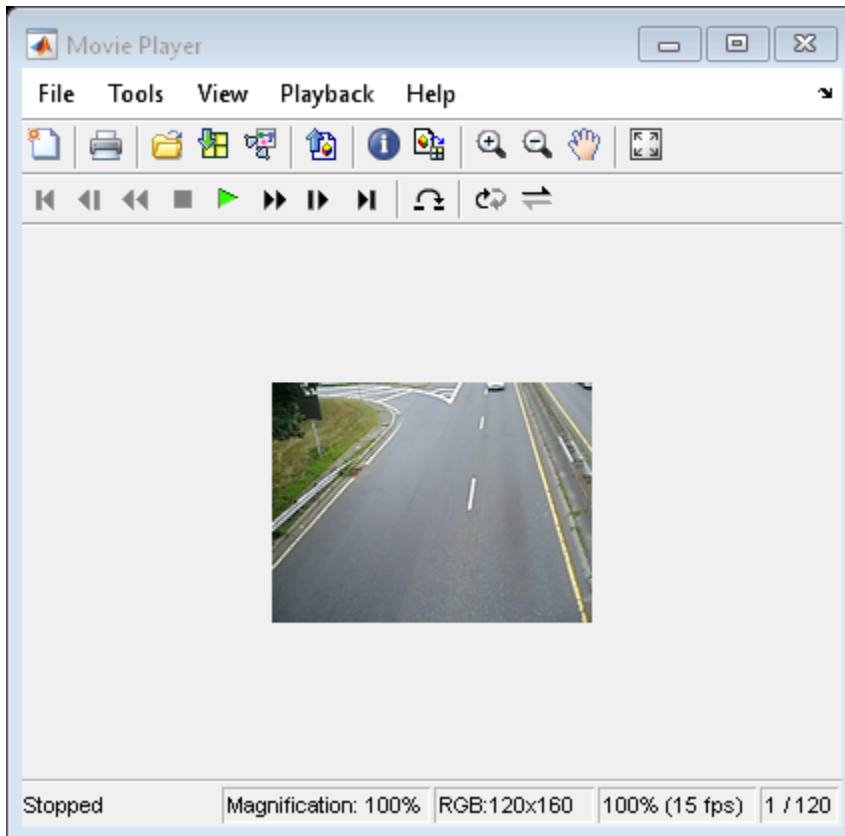 Movie Player
File Tools View Playback Help
Stopped Magnification: 100% RGB:120x160 100% (15 fps) 1 / 120